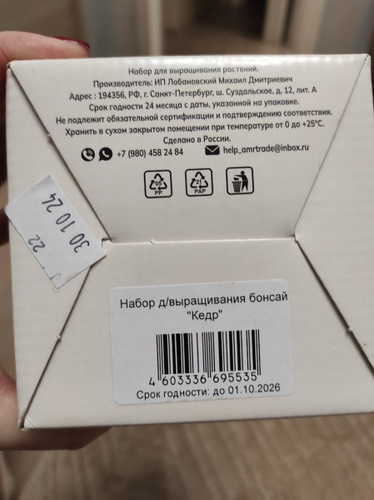 Набор для выращивания растений.
Производитель: ИП Лобановский Михаил Дмитриевич
Адрес : 194356, РФ, г. Санкт-Петербург, ш. Суздальское, д. 12, лит. А
Срок годности 24 месяца с даты, указанной на упаковке.
Не подлежит обязательной сертификации и подтверждению соответствия.
Хранить в сухом закрытом помещении при температуре от 0 до +25°С.
Сделано в России.
+7 (980) 458 24 84 help_amrtrade@inbox.ru
PP
21
PAP
30 10 24
22
Набор д/выращивания бонсай
"Кедр"
4 603336 695535
Срок годности: до 01.10.2026